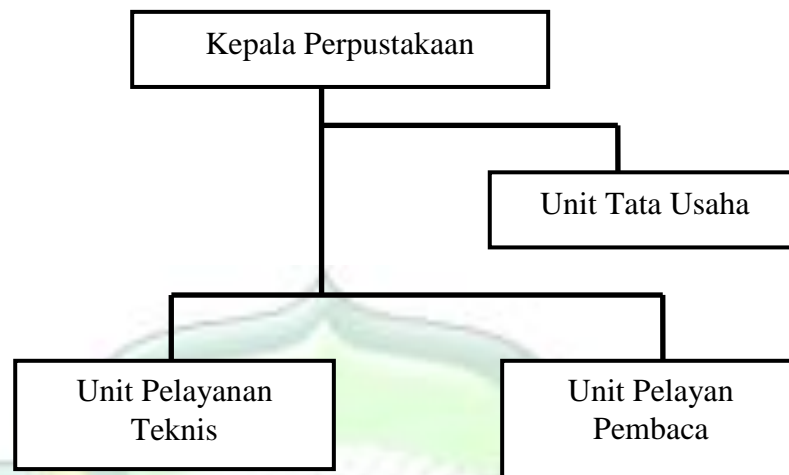 Kepala Perpustakaan
Unit Tata Usaha
Unit Pelayanan
Teknis
Unit Pelayan
Pembaca